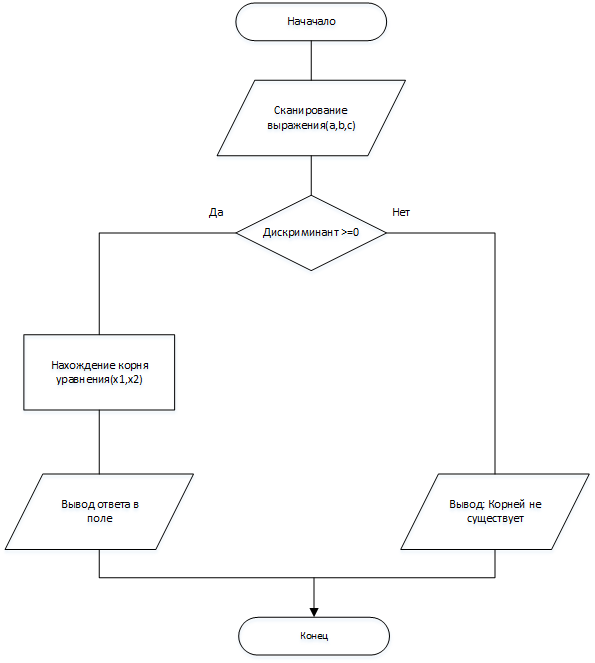 Начачало
Сканирование
выражения(a,b,c)
Да
Нет
Дискриминант >=0
Нахождение корня
уравнения(x1,x2)
Вывод ответа в
поле
Вывод: Корней не
существует
Конец